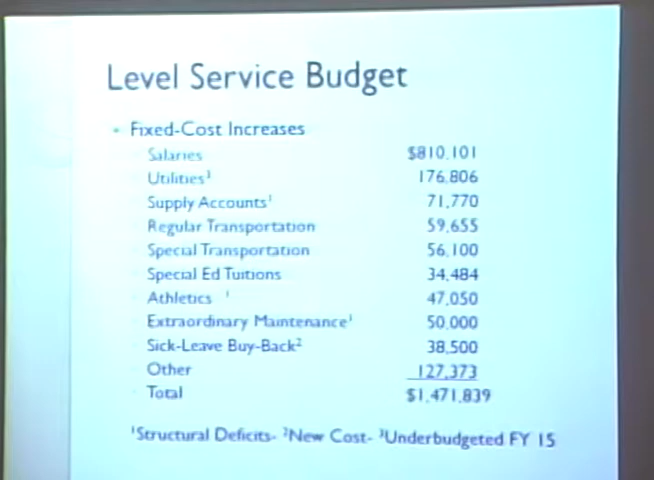 Level Service Budget
• Fixed-Cost Increases
Salaries $810,101
Utilities³ 176,806
Supply Accounts¹ 71,770
Regular Transportation 59,655
Special Transportation 56,100
Special Ed Tuitions 34,484
Athletics ¹ 47,050
Extraordinary Maintenance¹ 50,000
Sick-Leave Buy-Back² 38,500
Other 127,373
Total $1,471,839
¹Structural Deficits- ²New Cost- ³Underbudgeted FY 15